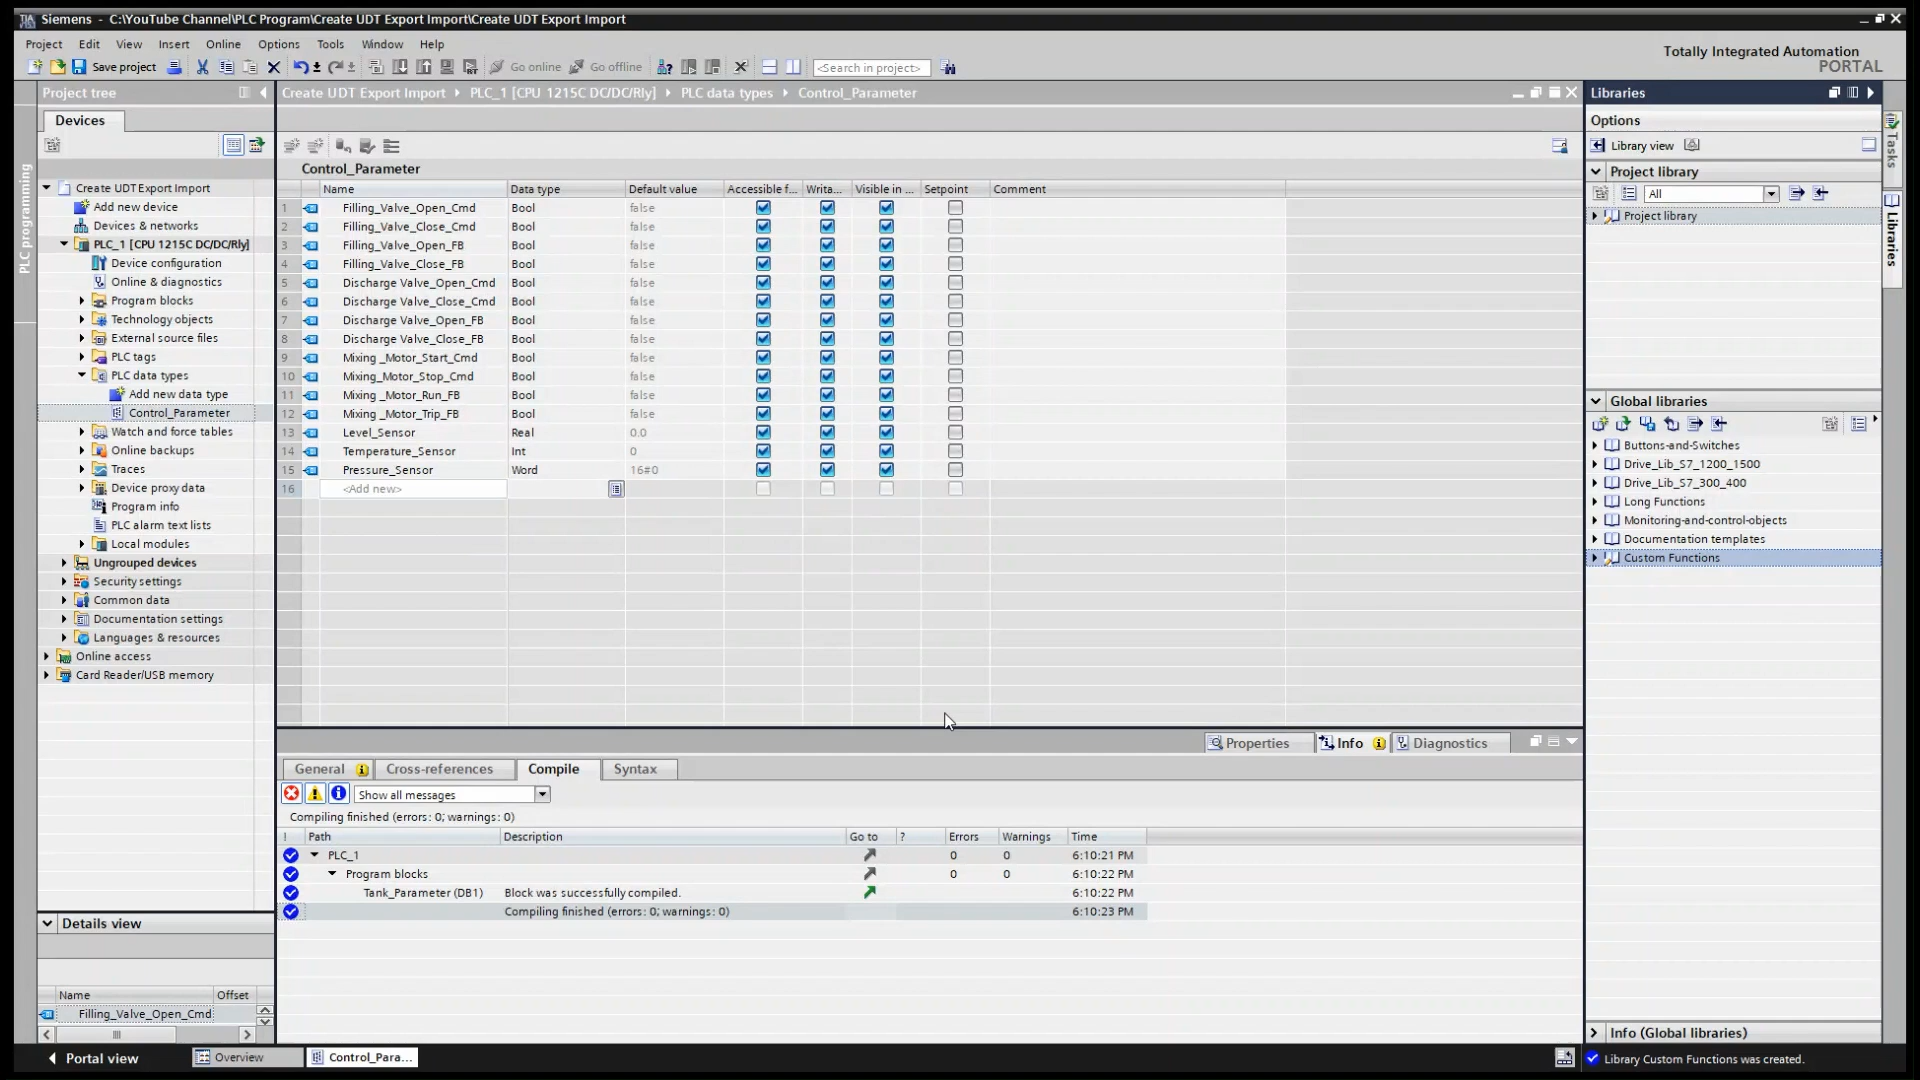 Siemens - C:\YouTube Channel\PLC Program\Create UDT Export Import\Create UDT Export Import
Project Edit View Insert Online Options Tools Window Help
Totally Integrated Automation
PORTAL
Save project Go online Go offline <Search in project>
Project tree
Devices
PLC programming
Create UDT Export Import
Add new device
Devices & networks
PLC_1 [CPU 1215C DC/DC/Rly]
Device configuration
Online & diagnostics
Program blocks
Technology objects
External source files
PLC tags
PLC data types
Add new data type
Control_Parameter
Watch and force tables
Online backups
Traces
Device proxy data
Program info
PLC alarm text lists
Local modules
Ungrouped devices
Security settings
Common data
Documentation settings
Languages & resources
Online access
Card Reader/USB memory
Details view
Name Offset
Filling_Valve_Open_Cmd
Create UDT Export Import PLC_1 [CPU 1215C DC/DC/Rly] PLC data types Control_Parameter
Control_Parameter
Name Data type Default value Accessible f... Writa... Visible in ... Setpoint Comment
1 Filling_Valve_Open_Cmd Bool false
2 Filling_Valve_Close_Cmd Bool false
3 Filling_Valve_Open_FB Bool false
4 Filling_Valve_Close_FB Bool false
5 Discharge Valve_Open_Cmd Bool false
6 Discharge Valve_Close_Cmd Bool false
7 Discharge Valve_Open_FB Bool false
8 Discharge Valve_Close_FB Bool false
9 Mixing _Motor_Start_Cmd Bool false
10 Mixing_Motor_Stop_Cmd Bool false
11 Mixing_Motor_Run_FB Bool false
12 Mixing _Motor_Trip_FB Bool false
13 Level_Sensor Real 0.0
14 Temperature_Sensor Int 0
15 Pressure_Sensor Word 16#0
16 <Add new>
Properties Info Diagnostics
General Cross-references Compile Syntax
Show all messages
Compiling finished (errors: 0; warnings: 0)
! Path Description Go to ? Errors Warnings Time
PLC_1 0 0 6:10:21 PM
Program blocks 0 0 6:10:22 PM
Tank_Parameter (DB1) Block was successfully compiled. 6:10:22 PM
Compiling finished (errors: 0; warnings: 0) 6:10:23 PM
Libraries
Options
Library view
Project library
All
Project library
Global libraries
Buttons-and-Switches
Drive_Lib_S7_1200_1500
Drive_Lib_S7_300_400
Long Functions
Monitoring-and-control-objects
Documentation templates
Custom Functions
Info (Global libraries)
Tasks
Libraries
Portal view Overview Control_Para... Library Custom Functions was created.